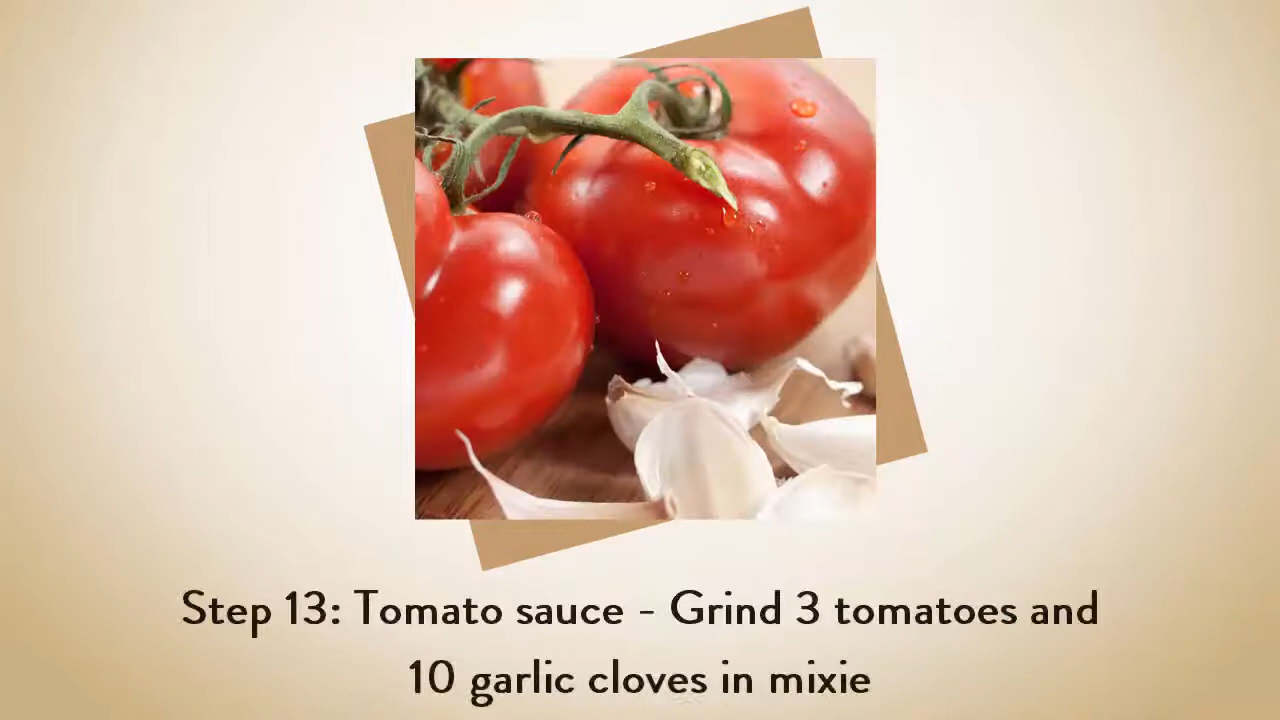 Step 13: Tomato sauce - Grind 3 tomatoes and
10 garlic cloves in mixie